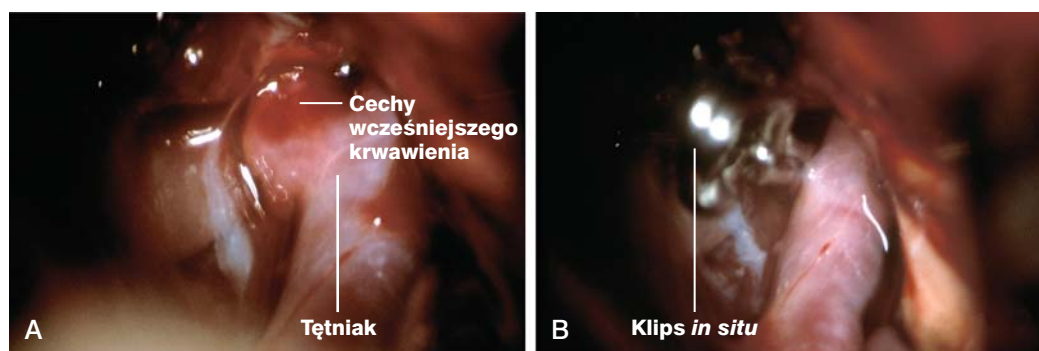 Cechy
wcześniejszego
krwawienia
Tętniak
A
Klips in situ
B